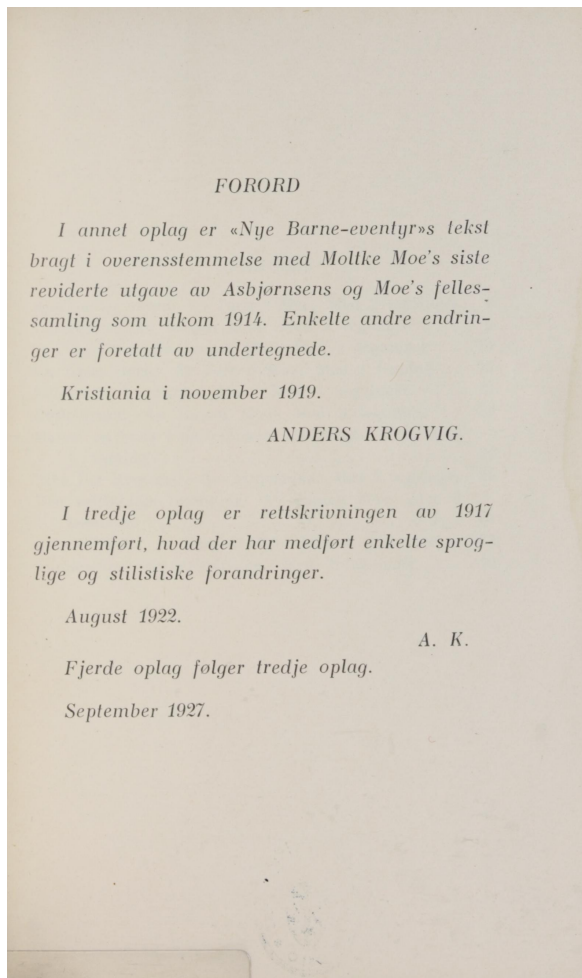 FORORD
I annet oplag er «Nye Barne-eventyr»s tekst
bragt i overensstemmelse med Moltke Moe's siste
reviderte utgave av Asbjørnsens og Moe's felles-
samling som utkom 1914. Enkelte andre endrin-
ger er foretatt av undertegnede.
Kristiania i november 1919.
ANDERS KROGVIG.
I tredje oplag er rettskrivningen av 1917
gjennemført, hvad der har medført enkelte sprog-
lige og stilistiske forandringer.
August 1922.
A. K.
Fjerde oplag følger tredje oplag.
September 1927.